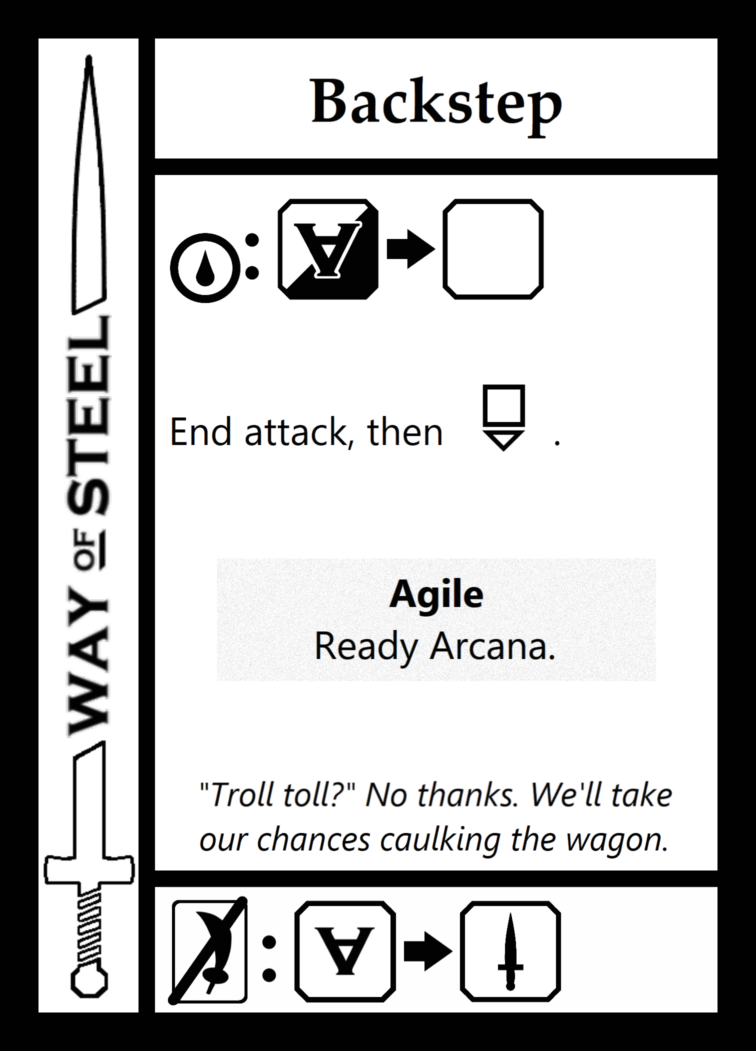 Backstep
WAY OF STEEL
:
End attack, then .
Agile
Ready Arcana.
"Troll toll?" No thanks. We'll take
our chances caulking the wagon.
: